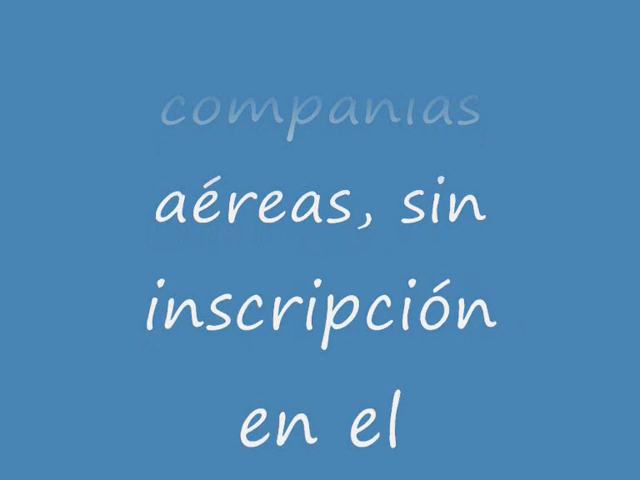 companias
aéreas, sin
inscripción
en el